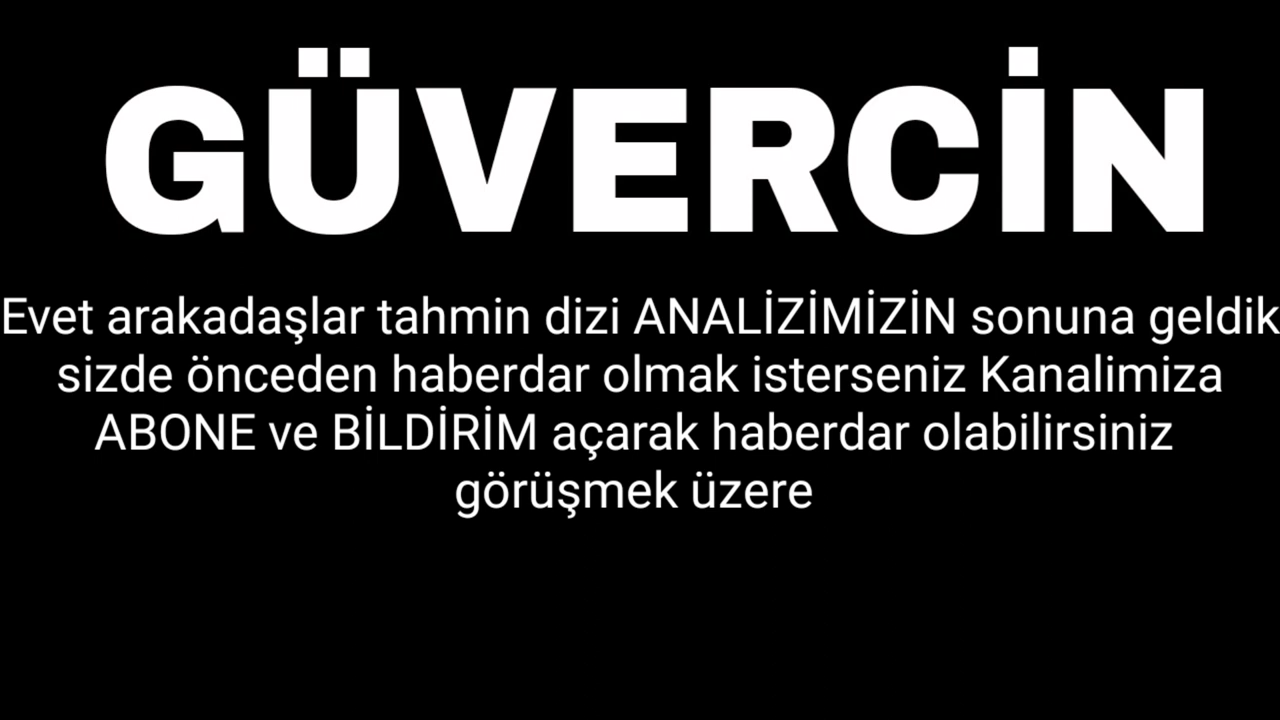 GÜVERCİN
Evet arakadaşlar tahmin dizi ANALİZİMİZİN sonuna geldik
sizde önceden haberdar olmak isterseniz Kanalimiza
ABONE ve BİLDİRİM açarak haberdar olabilirsiniz
görüşmek üzere